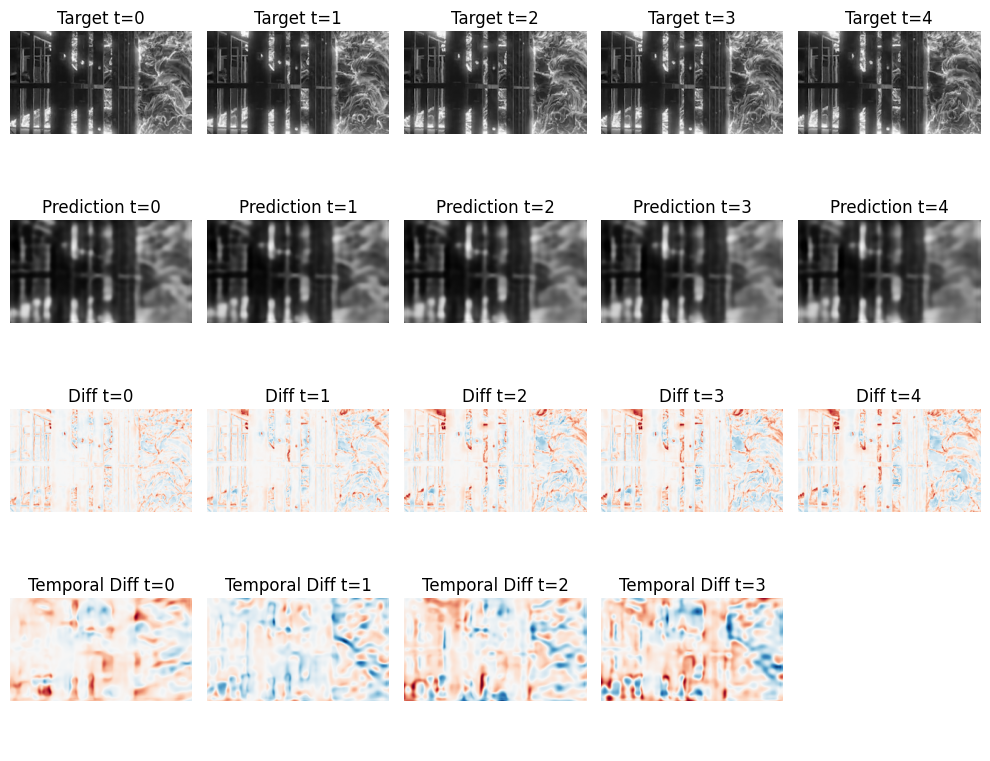 Target t=0 Target t=1 Target t=2 Target t=3 Target t=4
Prediction t=0 Prediction t=1 Prediction t=2 Prediction t=3 Prediction t=4
Diff t=0 Diff t=1 Diff t=2 Diff t=3 Diff t=4
Temporal Diff t=0 Temporal Diff t=1 Temporal Diff t=2 Temporal Diff t=3